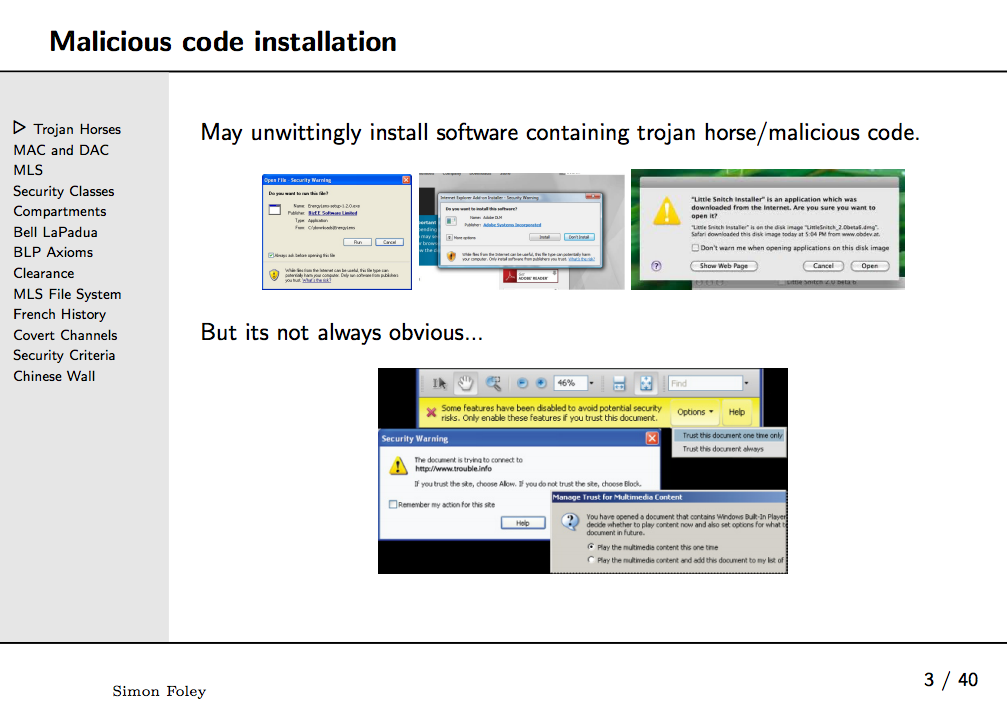 Malicious code installation
▷ Trojan Horses
MAC and DAC
MLS
Security Classes
Compartments
Bell LaPadua
BLP Axioms
Clearance
MLS File System
French History
Covert Channels
Security Criteria
Chinese Wall
May unwittingly install software containing trojan horse/malicious code.
Open File - Security Warning
Do you want to run this file?
Name:
Publisher: BizEE Software Limited
Type: Application
From:
Run Cancel
Always ask before opening this file
While files from the Internet can be useful, this file type can
potentially harm your computer. Only run software from publishers
you trust. What's the risk?
Internet Explorer Add-on Installer - Security Warning
Do you want to install this software?
Name: Adobe DLM
Publisher: Adobe Systems Incorporated
More options Install Don't Install
While files from the Internet can be useful, this file type can potentially harm
your computer. Only install software from publishers you trust. What's the risk?
ADOBE READER
"Little Snitch Installer" is an application which was
downloaded from the Internet. Are you sure you want to
open it?
"Little Snitch Installer" is on the disk image "LittleSnitch_2.0beta6.dmg".
Safari downloaded this disk image today at 5:04 PM from www.obdev.at.
Don't warn me when opening applications on this disk image
? Show Web Page Cancel Open
Little Snitch 2.0 beta 6
But its not always obvious...
46% Find
Some features have been disabled to avoid potential security
risks. Only enable these features if you trust this document.
Options Help
Trust this document one time only
Trust this document always
Security Warning
The document is trying to connect to
http://www.trouble.info
If you trust the site, choose Allow. If you do not trust the site, choose Block.
Remember my action for this site
Help
Manage Trust for Multimedia Content
You have opened a document that contains Windows Built-In Player
decide whether to play content now and also set options for what t
document in future.
Play the multimedia content this one time
Play the multimedia content and add this document to my list of
Simon Foley
3 / 40